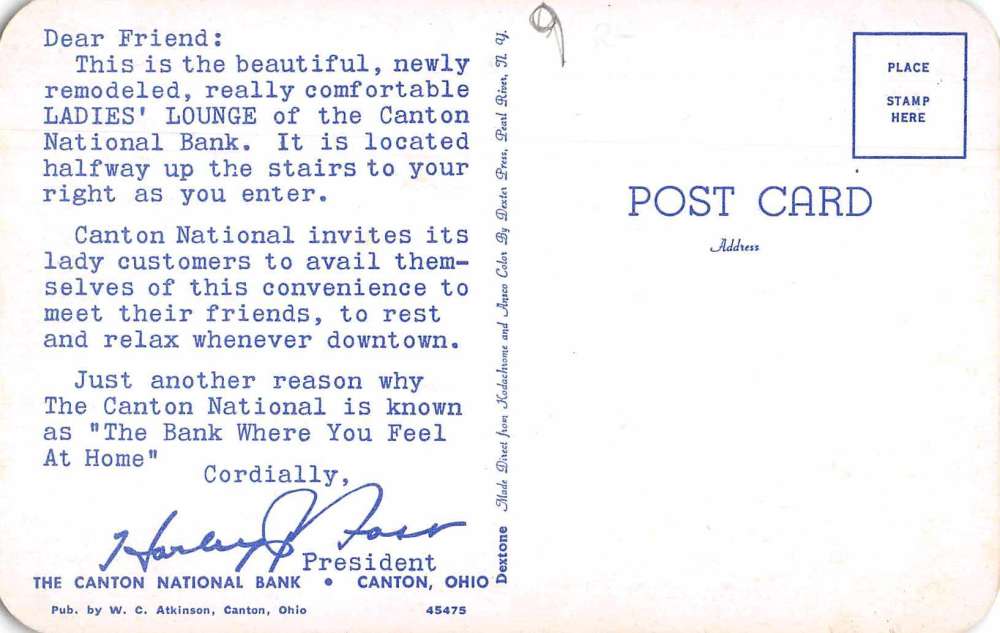 Dear Friend:
This is the beautiful, newly
remodeled, really comfortable
LADIES' LOUNGE of the Canton
National Bank. It is located
halfway up the stairs to your
right as you enter.
Canton National invites its
lady customers to avail them-
selves of this convenience to
meet their friends, to rest
and relax whenever downtown.
Just another reason why
The Canton National is known
as "The Bank Where You Feel
At Home"
Cordially,
President
THE CANTON NATIONAL BANK • CANTON, OHIO
Pub. by W. C. Atkinson, Canton, Ohio 45475
Dextone Made Direct from Kodachrome and Ansco Color By Dexter Press, Pearl River, N. Y.
9
PLACE
STAMP
HERE
POST CARD
Address